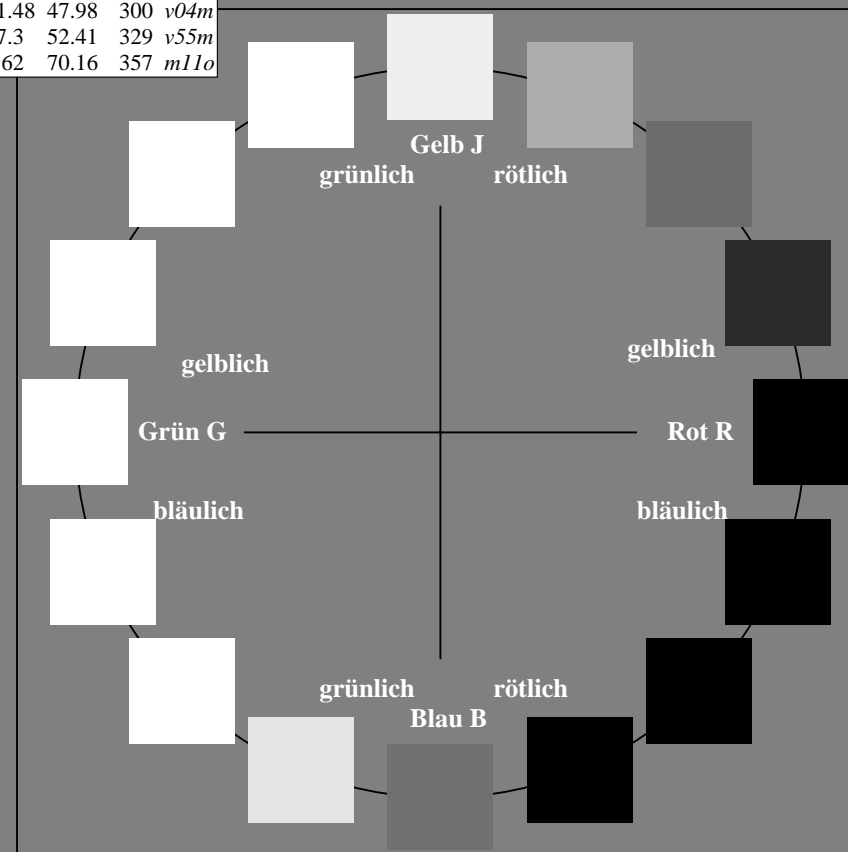 1.48 47.98 300 v04m
7.3 52.41 329 v55m
62 70.16 357 m11o
Gelb J
grünlich rötlich
gelblich gelblich
Grün G Rot R
bläulich bläulich
grünlich rötlich
Blau B